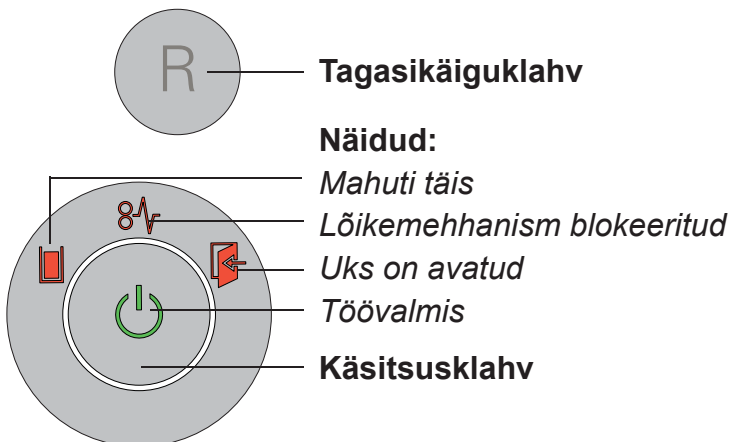 R
Tagasikäiguklahv
Näidud:
Mahuti täis
Lõikemehhanism blokeeritud
Uks on avatud
Töövalmis
Käsitsusklahv